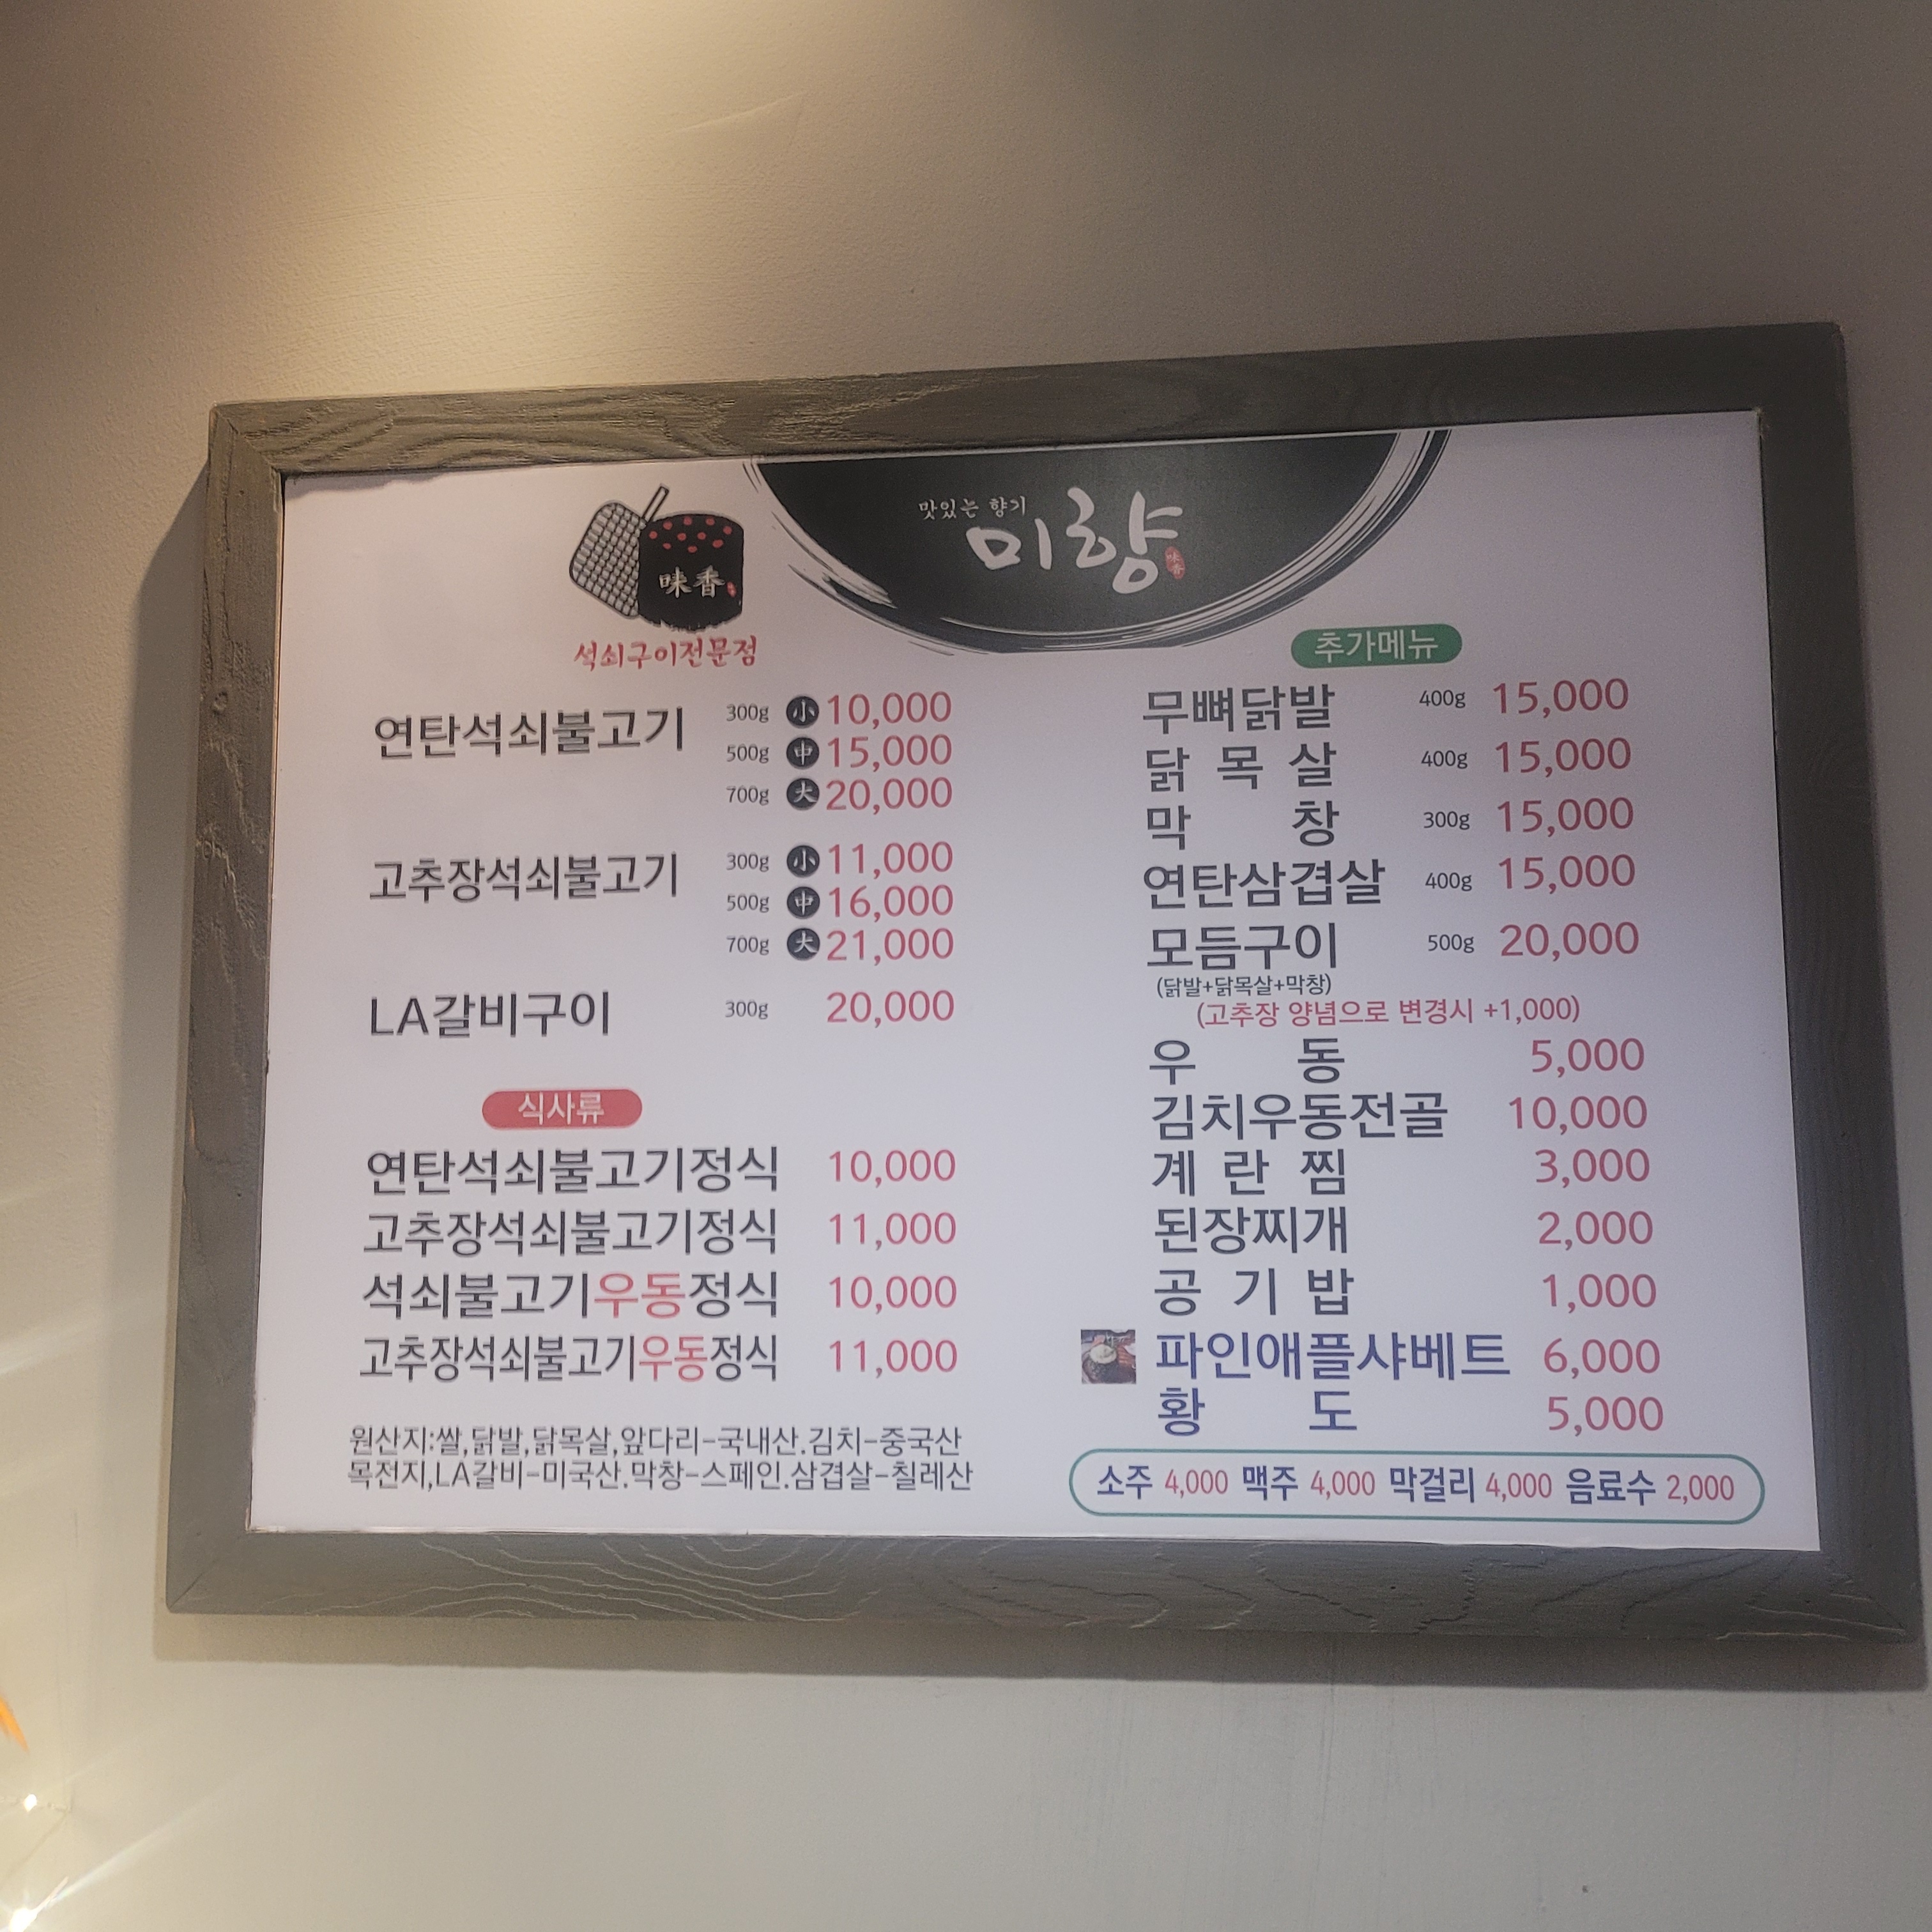 맛있는 향기
미향
味香
味香
석쇠구이전문점
연탄석쇠불고기 300g 小 10,000
500g 中 15,000
700g 大 20,000
고추장석쇠불고기 300g 小 11,000
500g 中 16,000
700g 大 21,000
LA갈비구이 300g 20,000
식사류
연탄석쇠불고기정식 10,000
고추장석쇠불고기정식 11,000
석쇠불고기우동정식 10,000
고추장석쇠불고기우동정식 11,000
원산지:쌀,닭발,닭목살,앞다리-국내산.김치-중국산
목전지,LA갈비-미국산.막창-스페인.삼겹살-칠레산
추가메뉴
무뼈닭발 400g 15,000
닭 목 살 400g 15,000
막 창 300g 15,000
연탄삼겹살 400g 15,000
모듬구이 500g 20,000
(닭발+닭목살+막창)
(고추장 양념으로 변경시 +1,000)
우 동 5,000
김치우동전골 10,000
계 란 찜 3,000
된장찌개 2,000
공 기 밥 1,000
파인애플샤베트 6,000
황 도 5,000
소주 4,000 맥주 4,000 막걸리 4,000 음료수 2,000